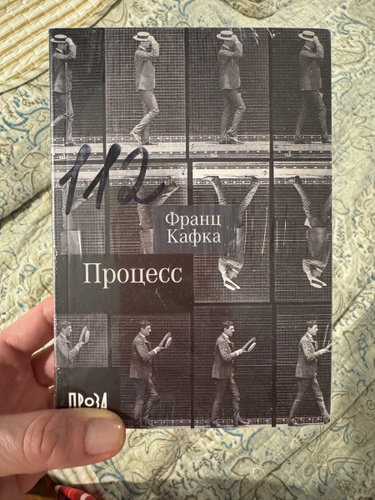 112
Франц
Кафка
Процесс
ПРОЗА